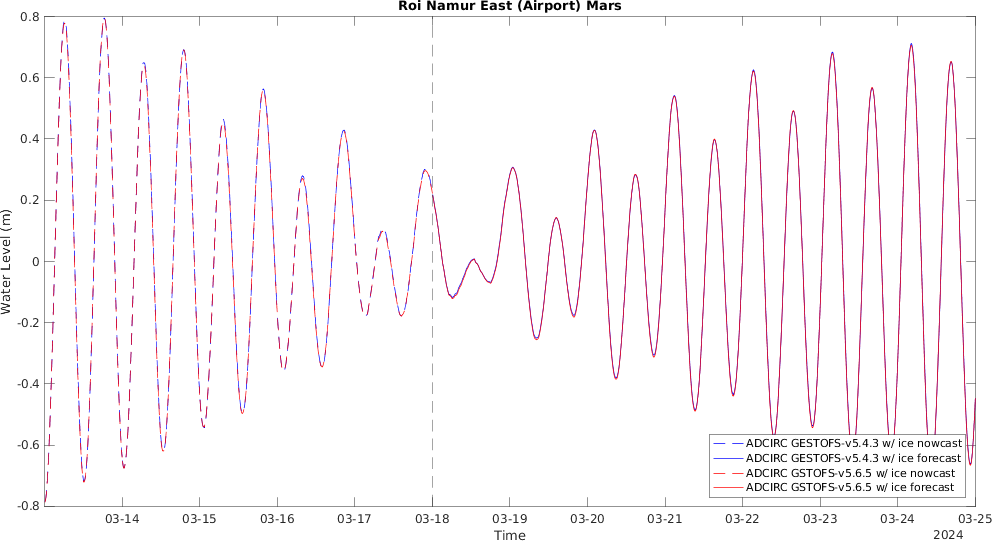 Roi Namur East (Airport) Mars
0.8
0.6
0.4
0.2
0
-0.2
-0.4
-0.6
-0.8
Water Level (m)
ADCIRC GESTOFS-v5.4.3 w/ ice nowcast
ADCIRC GESTOFS-v5.4.3 w/ ice forecast
ADCIRC GSTOFS-v5.6.5 w/ ice nowcast
ADCIRC GSTOFS-v5.6.5 w/ ice forecast
03-14 03-15 03-16 03-17 03-18 03-19 03-20 03-21 03-22 03-23 03-24 03-25
Time
2024